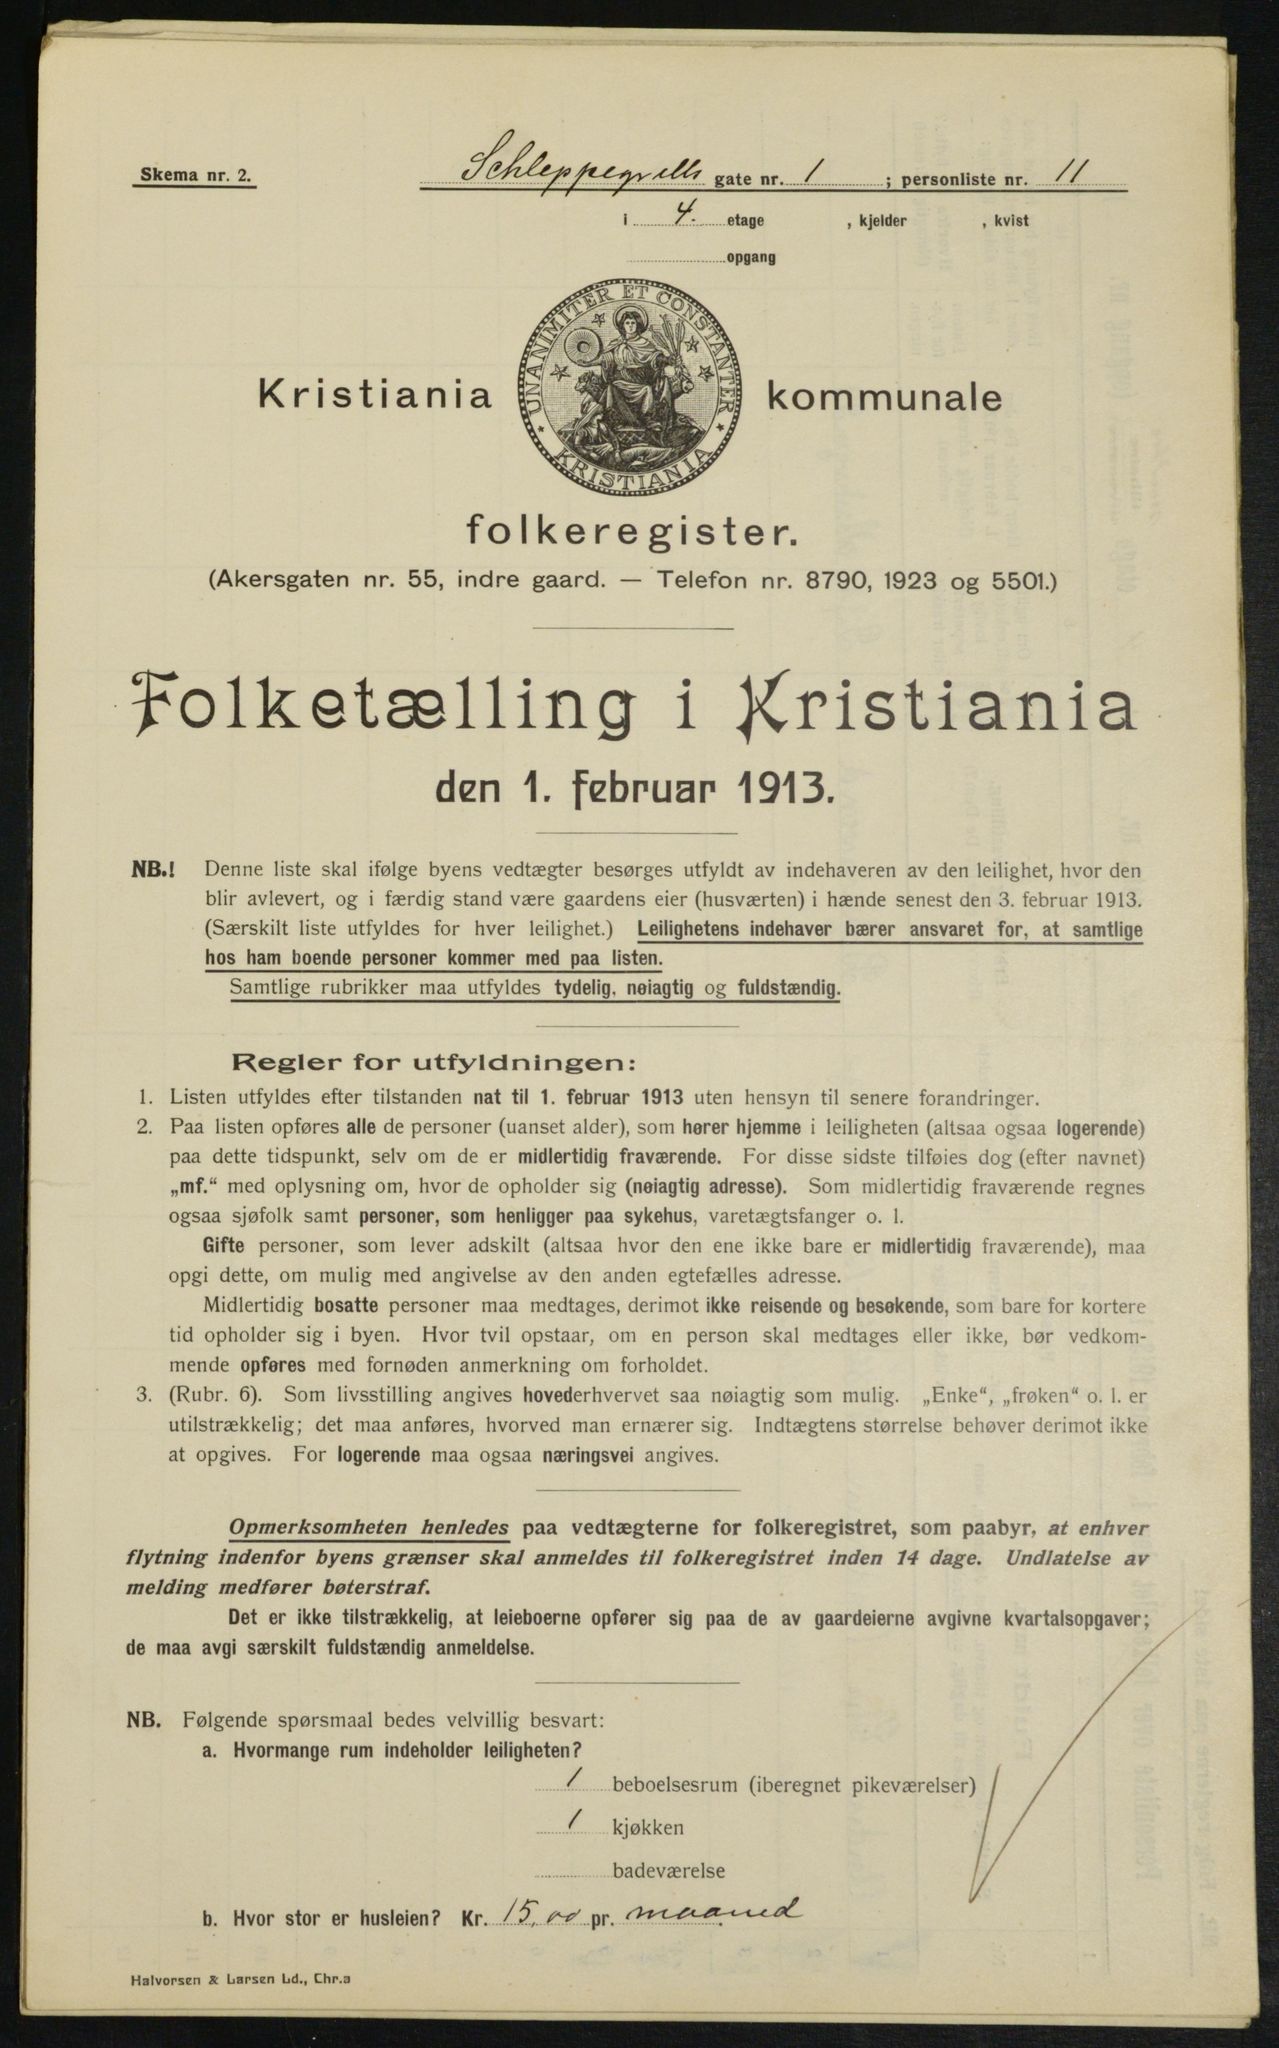 Skema nr. 2.
Schleppegrells gate nr. 1 ; personliste nr. 11
i 4. etage , kjelder , kvist
opgang
UNANIMITER ET CONSTANTER
KRISTIANIA
Kristiania kommunale
folkeregister.
(Akersgaten nr. 55, indre gaard. — Telefon nr. 8790, 1923 og 5501.)
Folketælling i Kristiania
den 1. februar 1913.
NB.! Denne liste skal ifølge byens vedtægter besørges utfyldt av indehaveren av den leilighet, hvor den
blir avlevert, og i færdig stand være gaardens eier (husværten) i hænde senest den 3. februar 1913.
(Særskilt liste utfyldes for hver leilighet.) Leilighetens indehaver bærer ansvaret for, at samtlige
hos ham boende personer kommer med paa listen.
Samtlige rubrikker maa utfyldes tydelig, nøiagtig og fuldstændig.
Regler for utfyldningen:
1. Listen utfyldes efter tilstanden nat til 1. februar 1913 uten hensyn til senere forandringer.
2. Paa listen opføres alle de personer (uanset alder), som hører hjemme i leiligheten (altsaa ogsaa logerende)
paa dette tidspunkt, selv om de er midlertidig fraværende. For disse sidste tilføies dog (efter navnet)
„mf.“ med oplysning om, hvor de opholder sig (nøiagtig adresse). Som midlertidig fraværende regnes
ogsaa sjøfolk samt personer, som henligger paa sykehus, varetægtsfanger o. l.
Gifte personer, som lever adskilt (altsaa hvor den ene ikke bare er midlertidig fraværende), maa
opgi dette, om mulig med angivelse av den anden egtefælles adresse.
Midlertidig bosatte personer maa medtages, derimot ikke reisende og besøkende, som bare for kortere
tid opholder sig i byen. Hvor tvil opstaar, om en person skal medtages eller ikke, bør vedkom-
mende opføres med fornøden anmerkning om forholdet.
3. (Rubr. 6). Som livsstilling angives hovederhvervet saa nøiagtig som mulig. „Enke“, „frøken“ o. l. er
utilstrækkelig; det maa anføres, hvorved man ernærer sig. Indtægtens størrelse behøver derimot ikke
at opgives. For logerende maa ogsaa næringsvei angives.
Opmerksomheten henledes paa vedtægterne for folkeregistret, som paabyr, at enhver
flytning indenfor byens grænser skal anmeldes til folkeregistret inden 14 dage. Undlatelse av
melding medfører bøterstraf.
Det er ikke tilstrækkelig, at leieboerne opfører sig paa de av gaardeierne avgivne kvartalsopgaver;
de maa avgi særskilt fuldstændig anmeldelse.
NB. Følgende spørsmaal bedes velvillig besvart:
a. Hvormange rum indeholder leiligheten?
1 beboelsesrum (iberegnet pikeværelser)
1 kjøkken
badeværelse
b. Hvor stor er husleien? Kr. 15,00 pr. maaned
Halvorsen & Larsen Ld., Chr.a